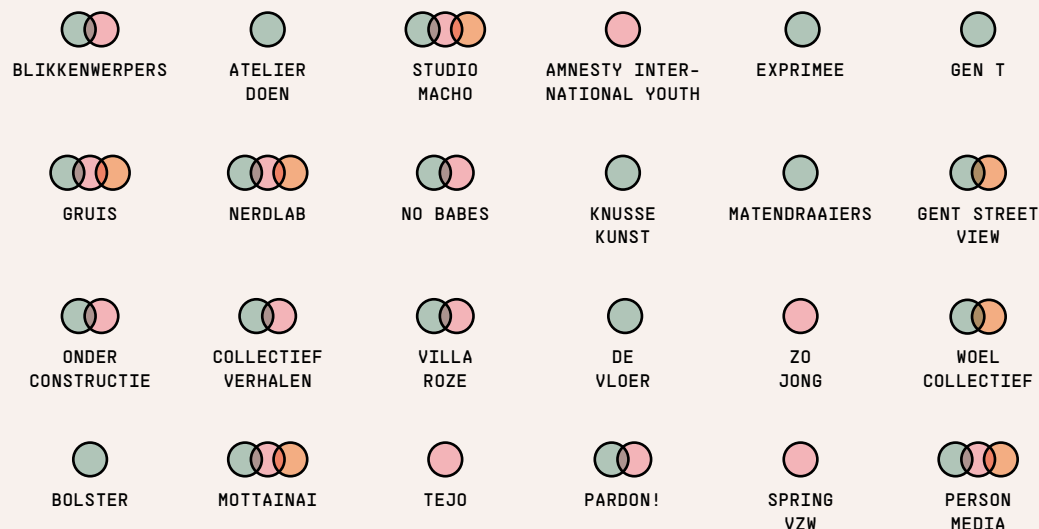 BLIKKENWERPERS
ATELIER
DOEN
STUDIO
MACHO
AMNESTY INTER-
NATIONAL YOUTH
EXPRIMEE
GEN T
GRUIS
NERDLAB
NO BABES
KNUSSE
KUNST
MATENDRAAIERS
GENT STREET
VIEW
ONDER
CONSTRUCTIE
COLLECTIEF
VERHALEN
VILLA
ROZE
DE
VLOER
ZO
JONG
WOEL
COLLECTIEF
BOLSTER
MOTTAINAI
TEJO
PARDON!
SPRING
VZW
PERSON
MEDIA